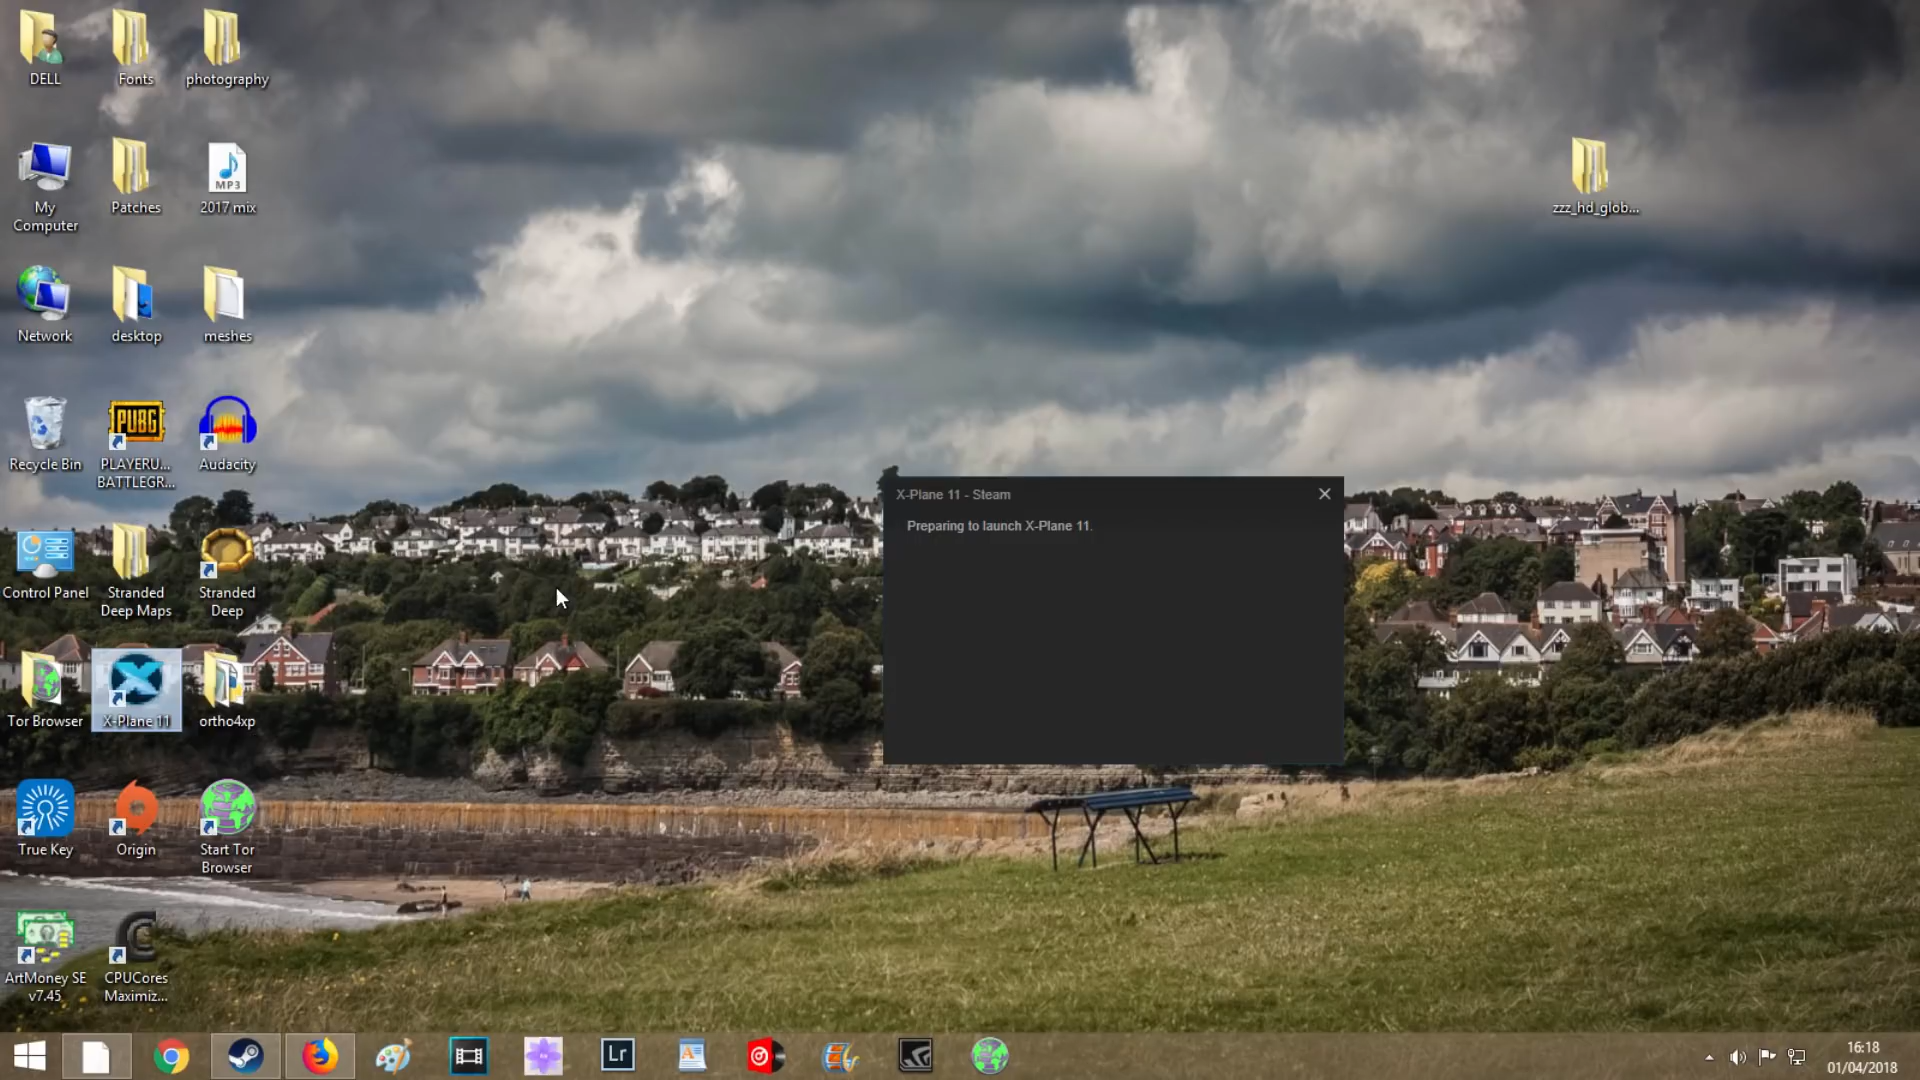 DELL
Fonts
photography
My
Computer
Patches
MP3
2017 mix
zzz_hd_glob...
Network
desktop
meshes
Recycle Bin
PUBG
PLAYERU...
BATTLEGR...
Audacity
X-Plane 11 - Steam
Preparing to launch X-Plane 11.
Control Panel
Stranded
Deep Maps
Stranded
Deep
Tor Browser
X-Plane 11
ortho4xp
True Key
Origin
Start Tor
Browser
ArtMoney SE
v7.45
CPUCores
Maximiz...
Lr
16:18
01/04/2018